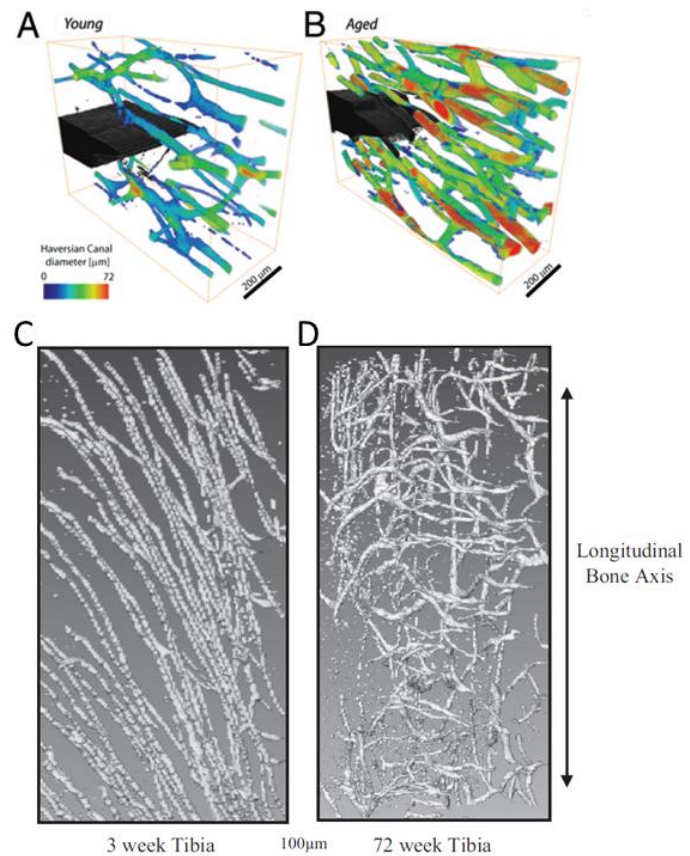 A
Young
B
Aged
Haversian Canal
diameter [μm]
0
72
200 μm
200 μm
C
D
Longitudinal
Bone Axis
3 week Tibia
100μm
72 week Tibia